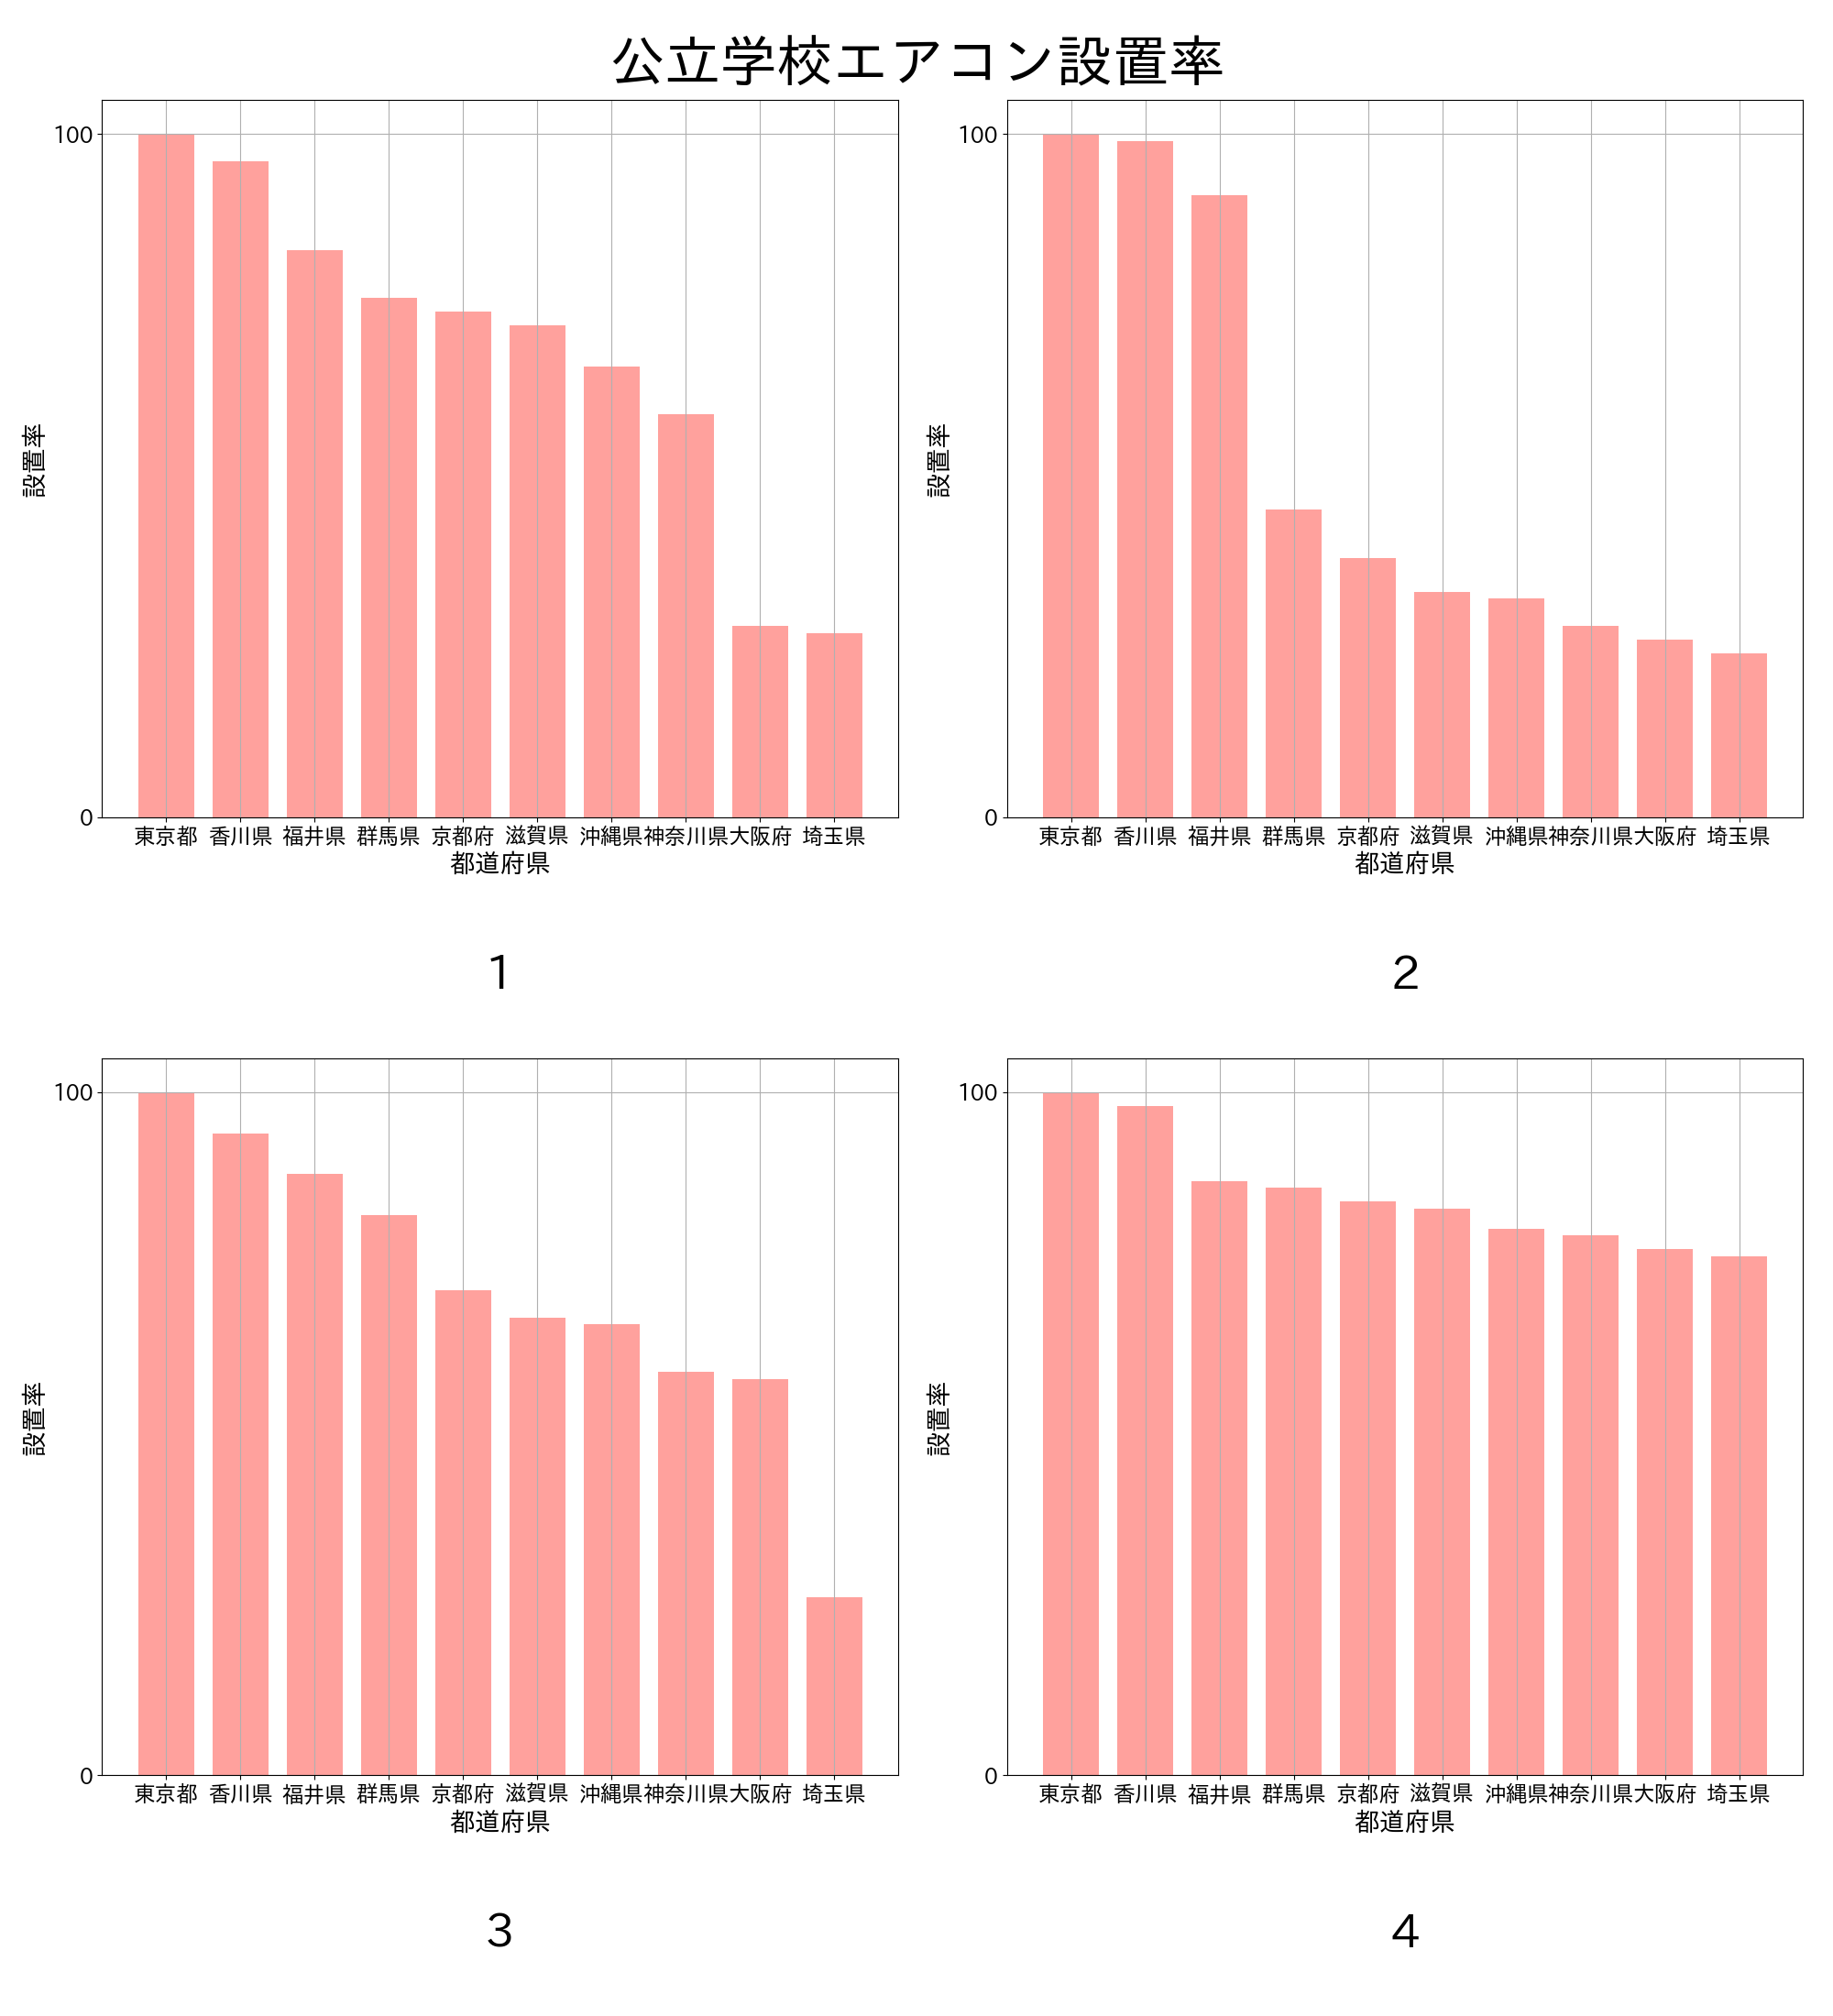 公立学校エアコン設置率
100
0
設置率
東京都 香川県 福井県 群馬県 京都府 滋賀県 沖縄県 神奈川県 大阪府 埼玉県
都道府県
1
100
0
設置率
東京都 香川県 福井県 群馬県 京都府 滋賀県 沖縄県 神奈川県 大阪府 埼玉県
都道府県
2
100
0
設置率
東京都 香川県 福井県 群馬県 京都府 滋賀県 沖縄県 神奈川県 大阪府 埼玉県
都道府県
3
100
0
設置率
東京都 香川県 福井県 群馬県 京都府 滋賀県 沖縄県 神奈川県 大阪府 埼玉県
都道府県
4